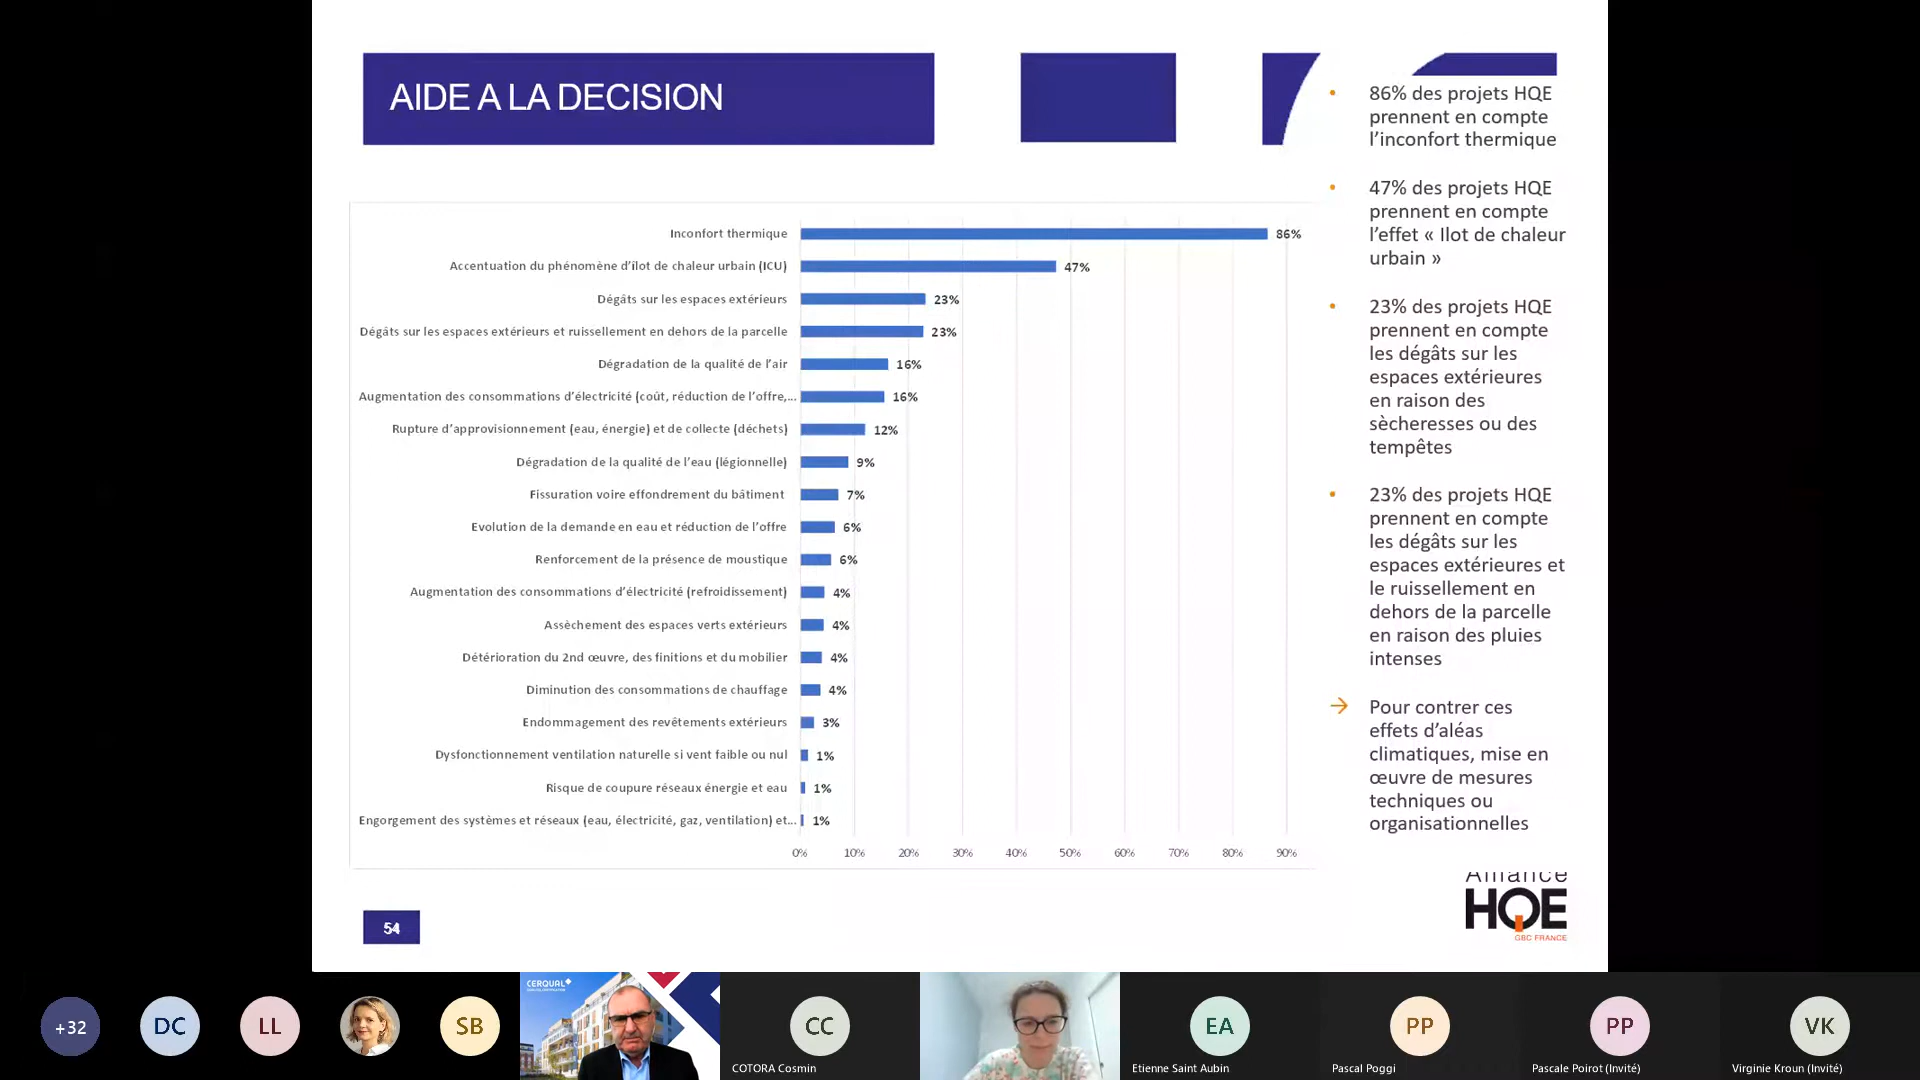 AIDE A LA DECISION
Inconfort thermique
86%
Accentuation du phénomène d’îlot de chaleur urbain (ICU)
47%
Dégâts sur les espaces extérieurs
23%
Dégâts sur les espaces extérieurs et ruissellement en dehors de la parcelle
23%
Dégradation de la qualité de l’air
16%
Augmentation des consommations d’électricité (coût, réduction de l’offre,...
16%
Rupture d’approvisionnement (eau, énergie) et de collecte (déchets)
12%
Dégradation de la qualité de l’eau (légionnelle)
9%
Fissuration voire effondrement du bâtiment
7%
Evolution de la demande en eau et réduction de l’offre
6%
Renforcement de la présence de moustique
6%
Augmentation des consommations d’électricité (refroidissement)
4%
Assèchement des espaces verts extérieurs
4%
Détérioration du 2nd œuvre, des finitions et du mobilier
4%
Diminution des consommations de chauffage
4%
Endommagement des revêtements extérieurs
3%
Dysfonctionnement ventilation naturelle si vent faible ou nul
1%
Risque de coupure réseaux énergie et eau
1%
Engorgement des systèmes et réseaux (eau, électricité, gaz, ventilation) et...
1%
0% 10% 20% 30% 40% 50% 60% 70% 80% 90%
• 86% des projets HQE
prennent en compte
l’inconfort thermique
• 47% des projets HQE
prennent en compte
l’effet « Ilot de chaleur
urbain »
• 23% des projets HQE
prennent en compte
les dégâts sur les
espaces extérieures
en raison des
sècheresses ou des
tempêtes
• 23% des projets HQE
prennent en compte
les dégâts sur les
espaces extérieures et
le ruissellement en
dehors de la parcelle
en raison des pluies
intenses
→ Pour contrer ces
effets d’aléas
climatiques, mise en
œuvre de mesures
techniques ou
organisationnelles
Alliance
HQE
GBC FRANCE
54
+32
DC
LL
SB
CERQUAL
CC
COTORA Cosmin
EA
Etienne Saint Aubin
PP
Pascal Poggi
PP
Pascale Poirot (Invité)
VK
Virginie Kroun (Invité)